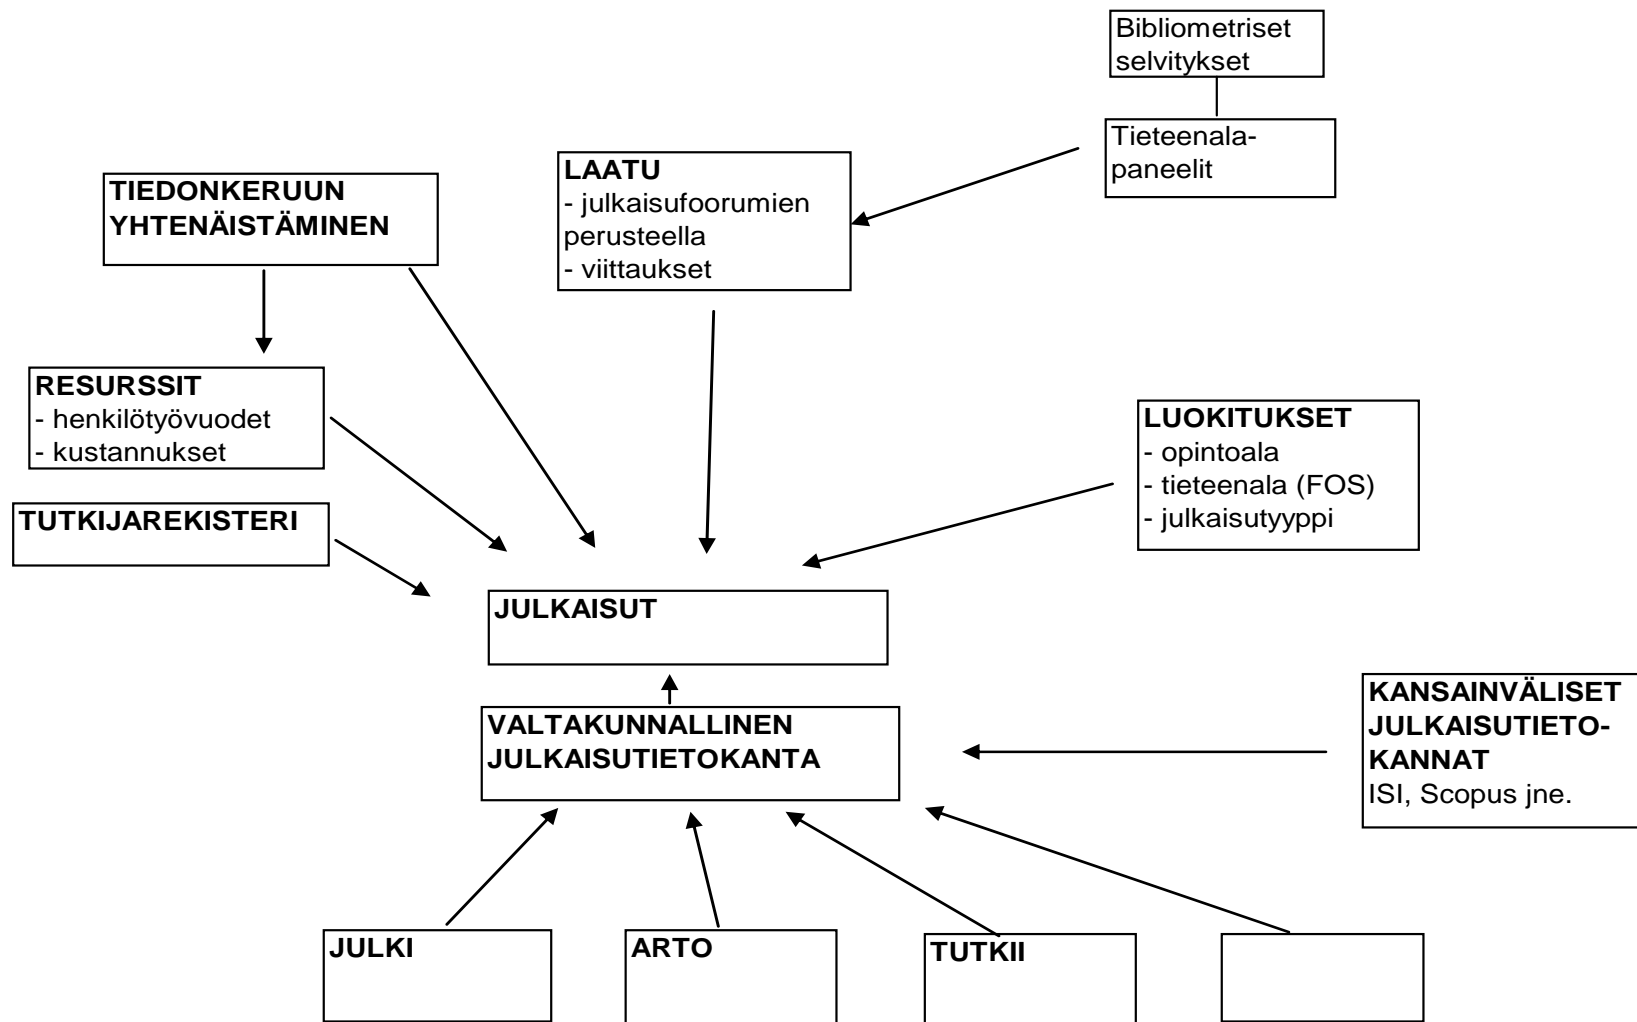 Bibliometriset
selvitykset
Tieteenala-
paneelit
LAATU
- julkaisufoorumien
perusteella
- viittaukset
TIEDONKERUUN
YHTENÄISTÄMINEN
RESURSSIT
- henkilötyövuodet
- kustannukset
LUOKITUKSET
- opintoala
- tieteenala (FOS)
- julkaisutyyppi
TUTKIJAREKISTERI
JULKAISUT
VALTAKUNNALLINEN
JULKAISUTIETOKANTA
KANSAINVÄLISET
JULKAISUTIETO-
KANNAT
ISI, Scopus jne.
JULKI
ARTO
TUTKII